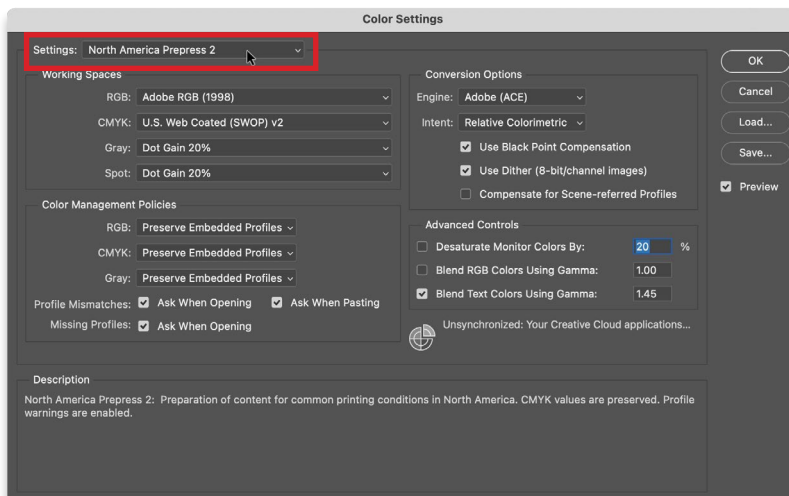 Color Settings
Settings: North America Prepress 2
Working Spaces
RGB: Adobe RGB (1998)
CMYK: U.S. Web Coated (SWOP) v2
Gray: Dot Gain 20%
Spot: Dot Gain 20%
Color Management Policies
RGB: Preserve Embedded Profiles
CMYK: Preserve Embedded Profiles
Gray: Preserve Embedded Profiles
Profile Mismatches: Ask When Opening Ask When Pasting
Missing Profiles: Ask When Opening
Conversion Options
Engine: Adobe (ACE)
Intent: Relative Colorimetric
Use Black Point Compensation
Use Dither (8-bit/channel images)
Compensate for Scene-referred Profiles
Advanced Controls
Desaturate Monitor Colors By: 20 %
Blend RGB Colors Using Gamma: 1.00
Blend Text Colors Using Gamma: 1.45
Unsynchronized: Your Creative Cloud applications...
OK
Cancel
Load...
Save...
Preview
Description
North America Prepress 2: Preparation of content for common printing conditions in North America. CMYK values are preserved. Profile
warnings are enabled.